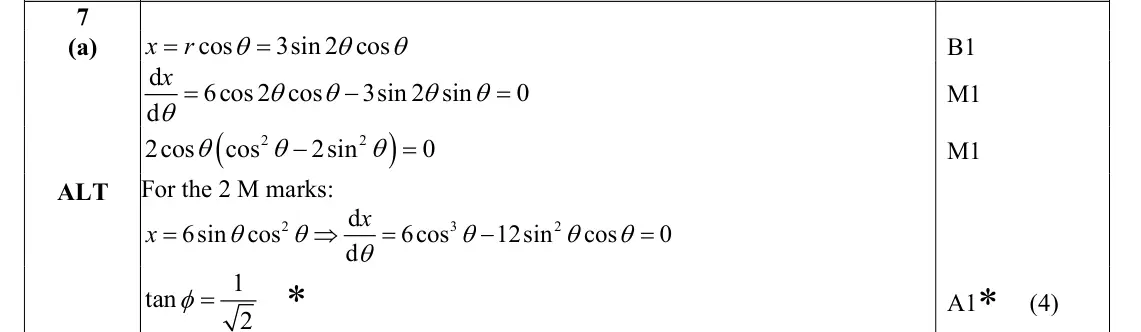 7
(a) x = r cos θ = 3 sin 2θ cos θ B1
dx/dθ = 6 cos 2θ cos θ − 3 sin 2θ sin θ = 0 M1
2 cos θ (cos² θ − 2 sin² θ) = 0 M1
ALT For the 2 M marks:
x = 6 sin θ cos² θ ⇒ dx/dθ = 6 cos³ θ − 12 sin² θ cos θ = 0
tan ϕ = 1/√2 * A1* (4)